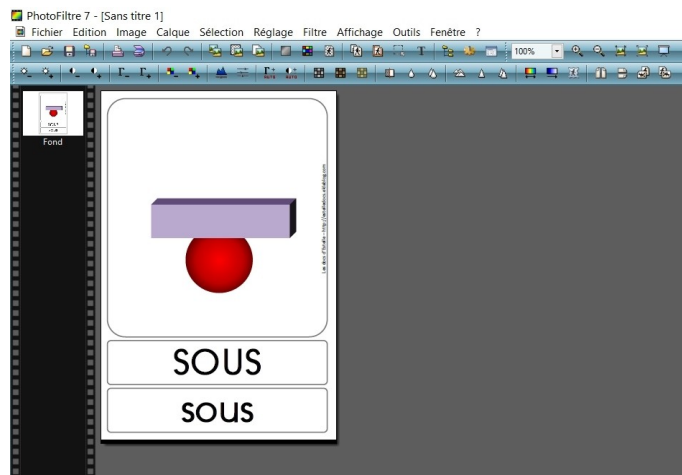 PhotoFiltre 7 - [Sans titre 1]
Fichier Edition Image Calque Sélection Réglage Filtre Affichage Outils Fenêtre ?
100%
Fond
SOUS
sous